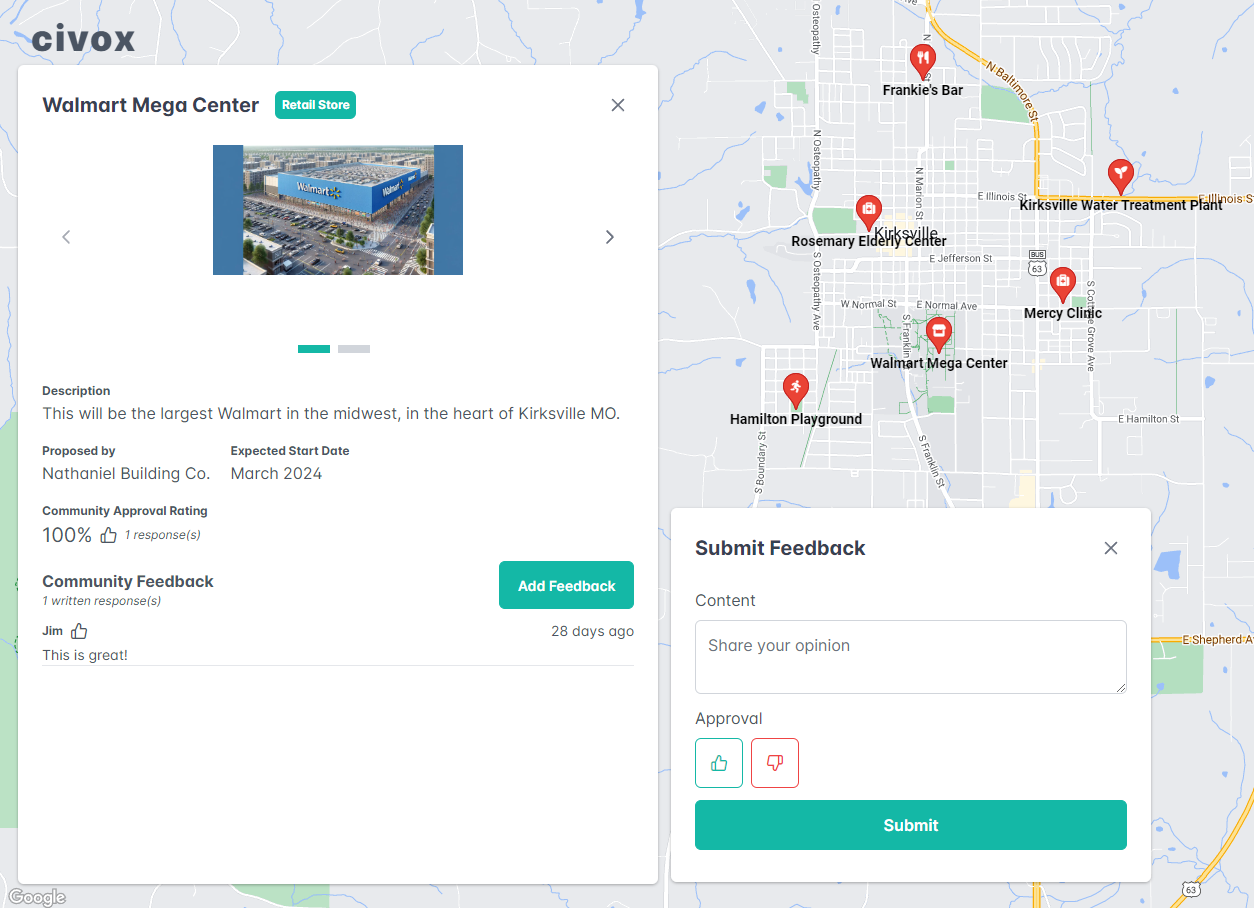 civox
Walmart Mega Center
Retail Store
Walmart
Walmart
Description
This will be the largest Walmart in the midwest, in the heart of Kirksville MO.
Proposed by
Expected Start Date
Nathaniel Building Co.
March 2024
Community Approval Rating
100%
1 response(s)
Community Feedback
1 written response(s)
Add Feedback
Jim
28 days ago
This is great!
Google
N Osteopathy
N Baltimore St
Frankie's Bar
N Osteopathy
N Marion St
E Illinois St
E Illinois S
Kirksville Water Treatment Plant
Kirksville
Rosemary Elderly Center
E Jefferson St
BUS
63
S Osteopathy Ave
W Normal St
E Normal Ave
Mercy Clinic
S Cottage Grove Ave
S Franklin
Walmart Mega Center
Hamilton Playground
E Hamilton St
S Boundary St
S Franklin St
Submit Feedback
Content
Share your opinion
E Shepherd A
Approval
Submit
63